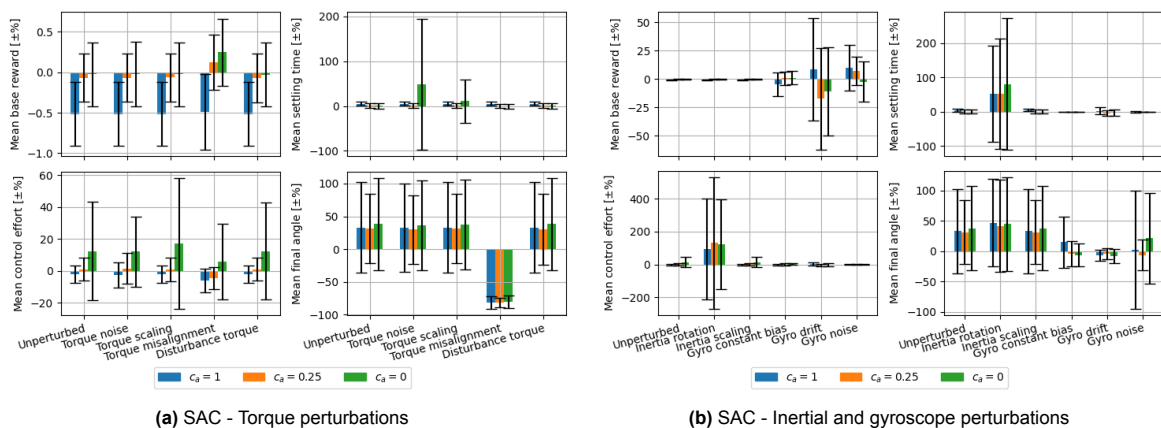 Mean base reward [±%]
0.5
0.0
−0.5
−1.0
Mean settling time [±%]
200
100
0
−100
Mean control effort [±%]
60
40
20
0
−20
Unperturbed
Torque noise
Torque scaling
Torque misalignment
Disturbance torque
Mean final angle [±%]
100
50
0
−50
−100
Unperturbed
Torque noise
Torque scaling
Torque misalignment
Disturbance torque
c_a = 1 c_a = 0.25 c_a = 0
(a) SAC - Torque perturbations
Mean base reward [±%]
50
25
0
−25
−50
Mean settling time [±%]
200
100
0
−100
Mean control effort [±%]
400
200
0
−200
Unperturbed
Inertia rotation
Inertia scaling
Gyro constant bias
Gyro drift
Gyro noise
Mean final angle [±%]
100
50
0
−50
−100
Unperturbed
Inertia rotation
Inertia scaling
Gyro constant bias
Gyro drift
Gyro noise
c_a = 1 c_a = 0.25 c_a = 0
(b) SAC - Inertial and gyroscope perturbations